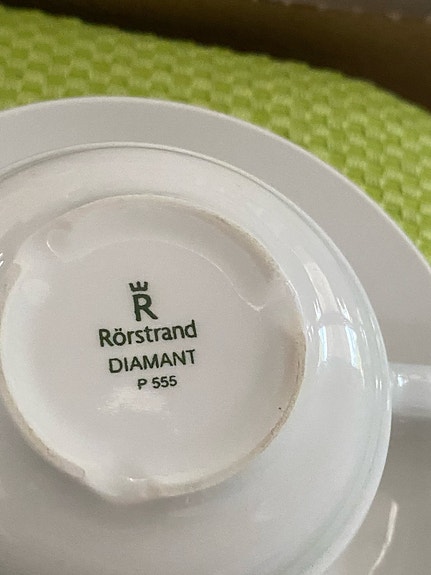 R
Rörstrand
DIAMANT
P 555